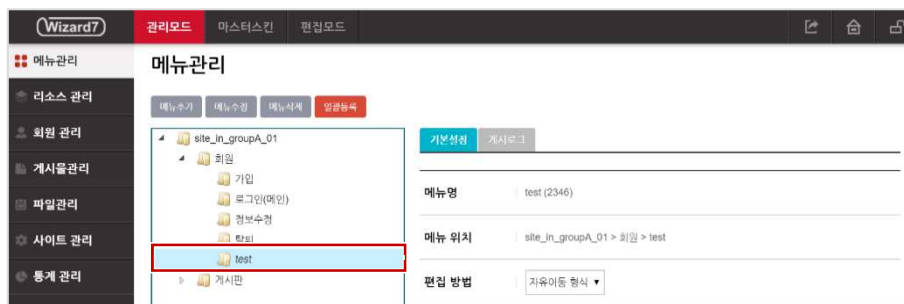 Wizard7
관리모드 마스터스킨 편집모드
메뉴관리
리소스 관리
회원 관리
게시물관리
파일관리
사이트 관리
통계 관리
메뉴관리
메뉴추가 메뉴수정 메뉴삭제 일괄등록
site_in_groupA_01
회원
가입
로그인(메인)
정보수정
탈퇴
test
게시판
기본설정 게시로그
메뉴명 test (2346)
메뉴 위치 site_in_groupA_01 > 회원 > test
편집 방법 자유이동 형식